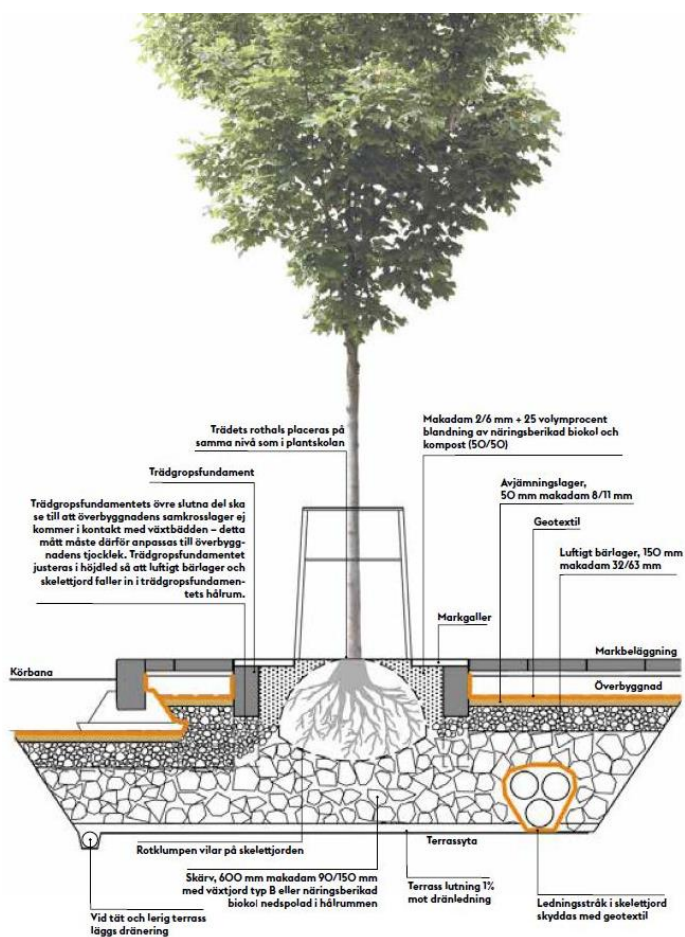 Trädets rothals placeras på
samma nivå som i plantskolan
Makadam 2/6 mm + 25 volymprocent
blandning av näringsberikad biokol och
kompost (50/50)
Trädgropsfundament
Avjämningslager,
50 mm makadam 8/11 mm
Trädgropsfundamentets övre slutna del ska
se till att överbyggnadens samkrosslager ej
kommer i kontakt med växtbädden – detta
mått måste därför anpassas till överbygg-
nadens tjocklek. Trädgropsfundamentet
justeras i höjdled så att luftigt bärlager och
skelettjord faller in i trädgropsfundamen-
tets hålrum.
Geotextil
Luftigt bärlager, 150 mm
makadam 32/63 mm
Markgaller
Markbeläggning
Körbana
Överbyggnad
Rotklumpen vilar på skelettjorden
Terrassyta
Skärv, 600 mm makadam 90/150 mm
med växtjord typ B eller näringsberikad
biokol nedspolad i hålrummen
Terrass lutning 1%
mot dränledning
Ledningsstråk i skelettjord
skyddas med geotextil
Vid tät och lerig terrass
läggs dränering